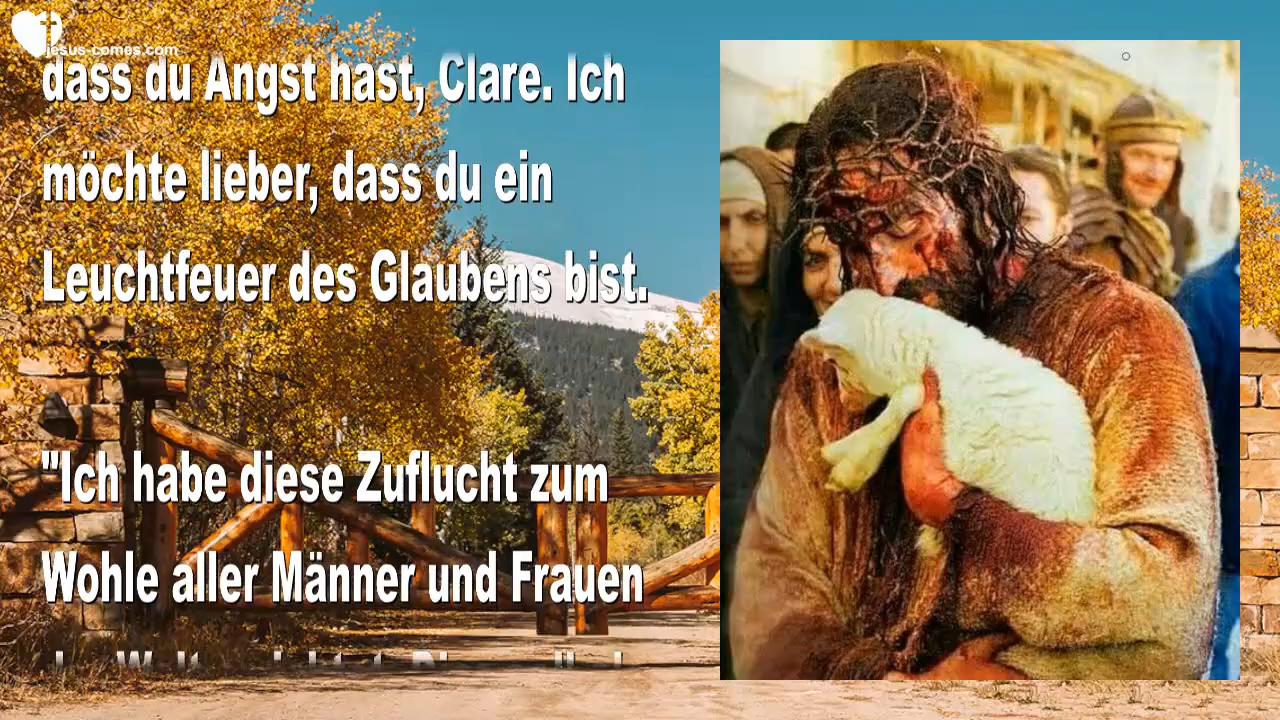 jesus-comes.com
dass du Angst hast, Clare. Ich
möchte lieber, dass du ein
Leuchtfeuer des Glaubens bist.
"Ich habe diese Zuflucht zum
Wohle aller Männer und Frauen